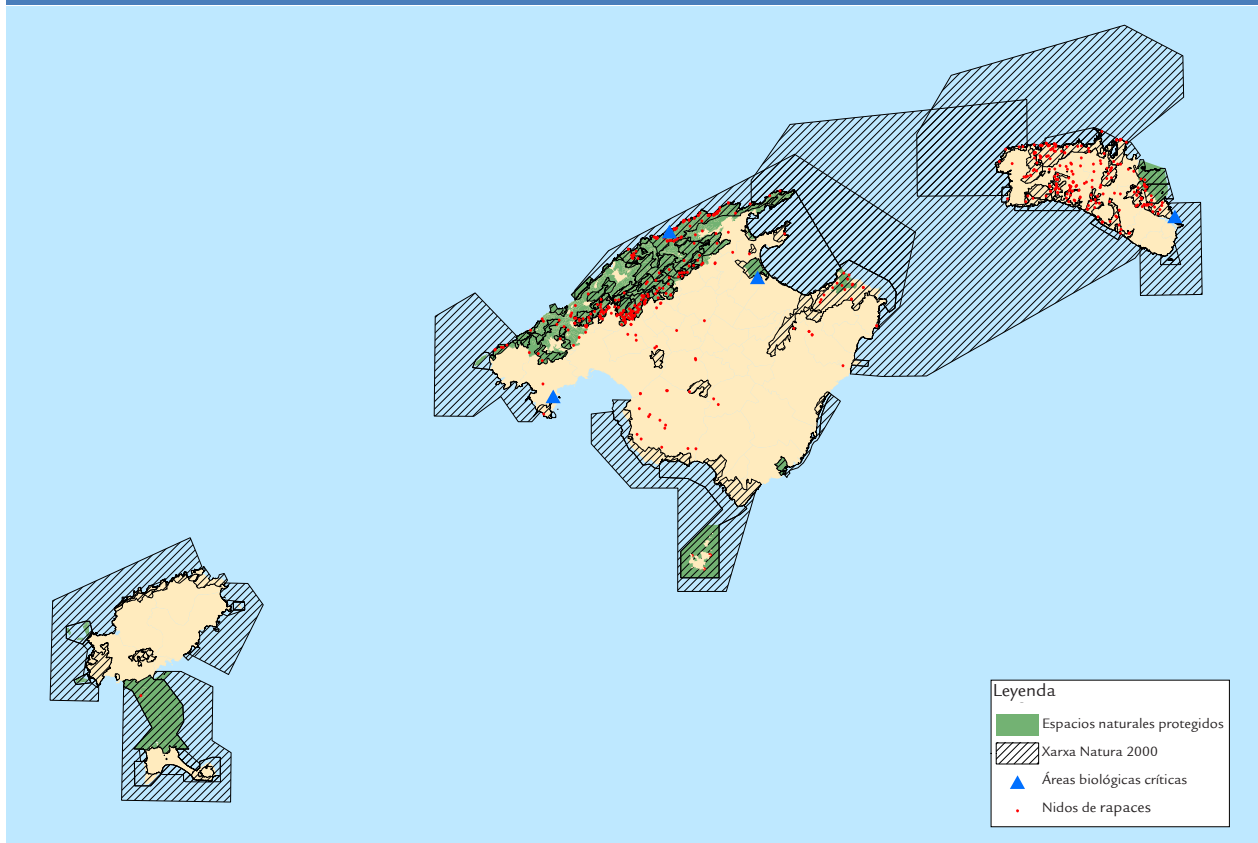 Leyenda
Espacios naturales protegidos
Xarxa Natura 2000
Áreas biológicas críticas
Nidos de rapaces